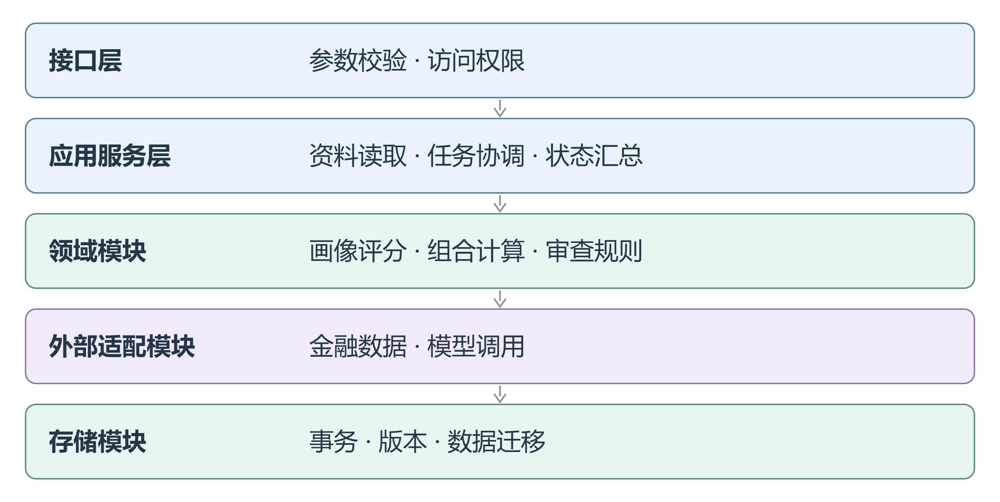 接口层 参数校验 · 访问权限
应用服务层 资料读取 · 任务协调 · 状态汇总
领域模块 画像评分 · 组合计算 · 审查规则
外部适配模块 金融数据 · 模型调用
存储模块 事务 · 版本 · 数据迁移